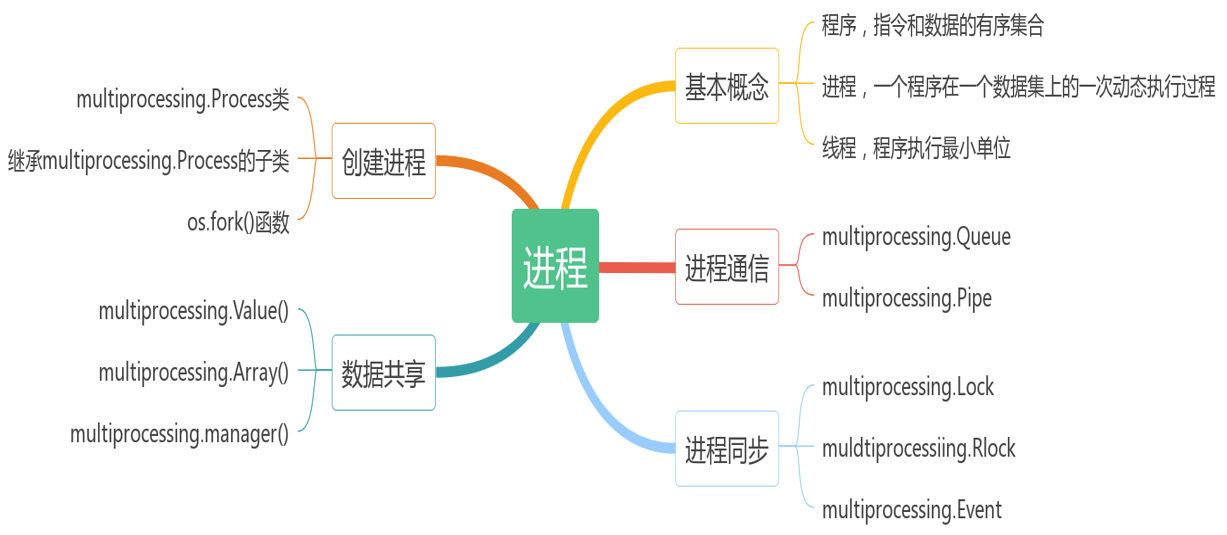 进程
基本概念
程序，指令和数据的有序集合
进程，一个程序在一个数据集上的一次动态执行过程
线程，程序执行最小单位
进程通信
multiprocessing.Queue
multiprocessing.Pipe
进程同步
multiprocessing.Lock
muldtiprocessiing.Rlock
multiprocessing.Event
创建进程
multiprocessing.Process类
继承multiprocessing.Process的子类
os.fork()函数
数据共享
multiprocessing.Value()
multiprocessing.Array()
multiprocessing.manager()